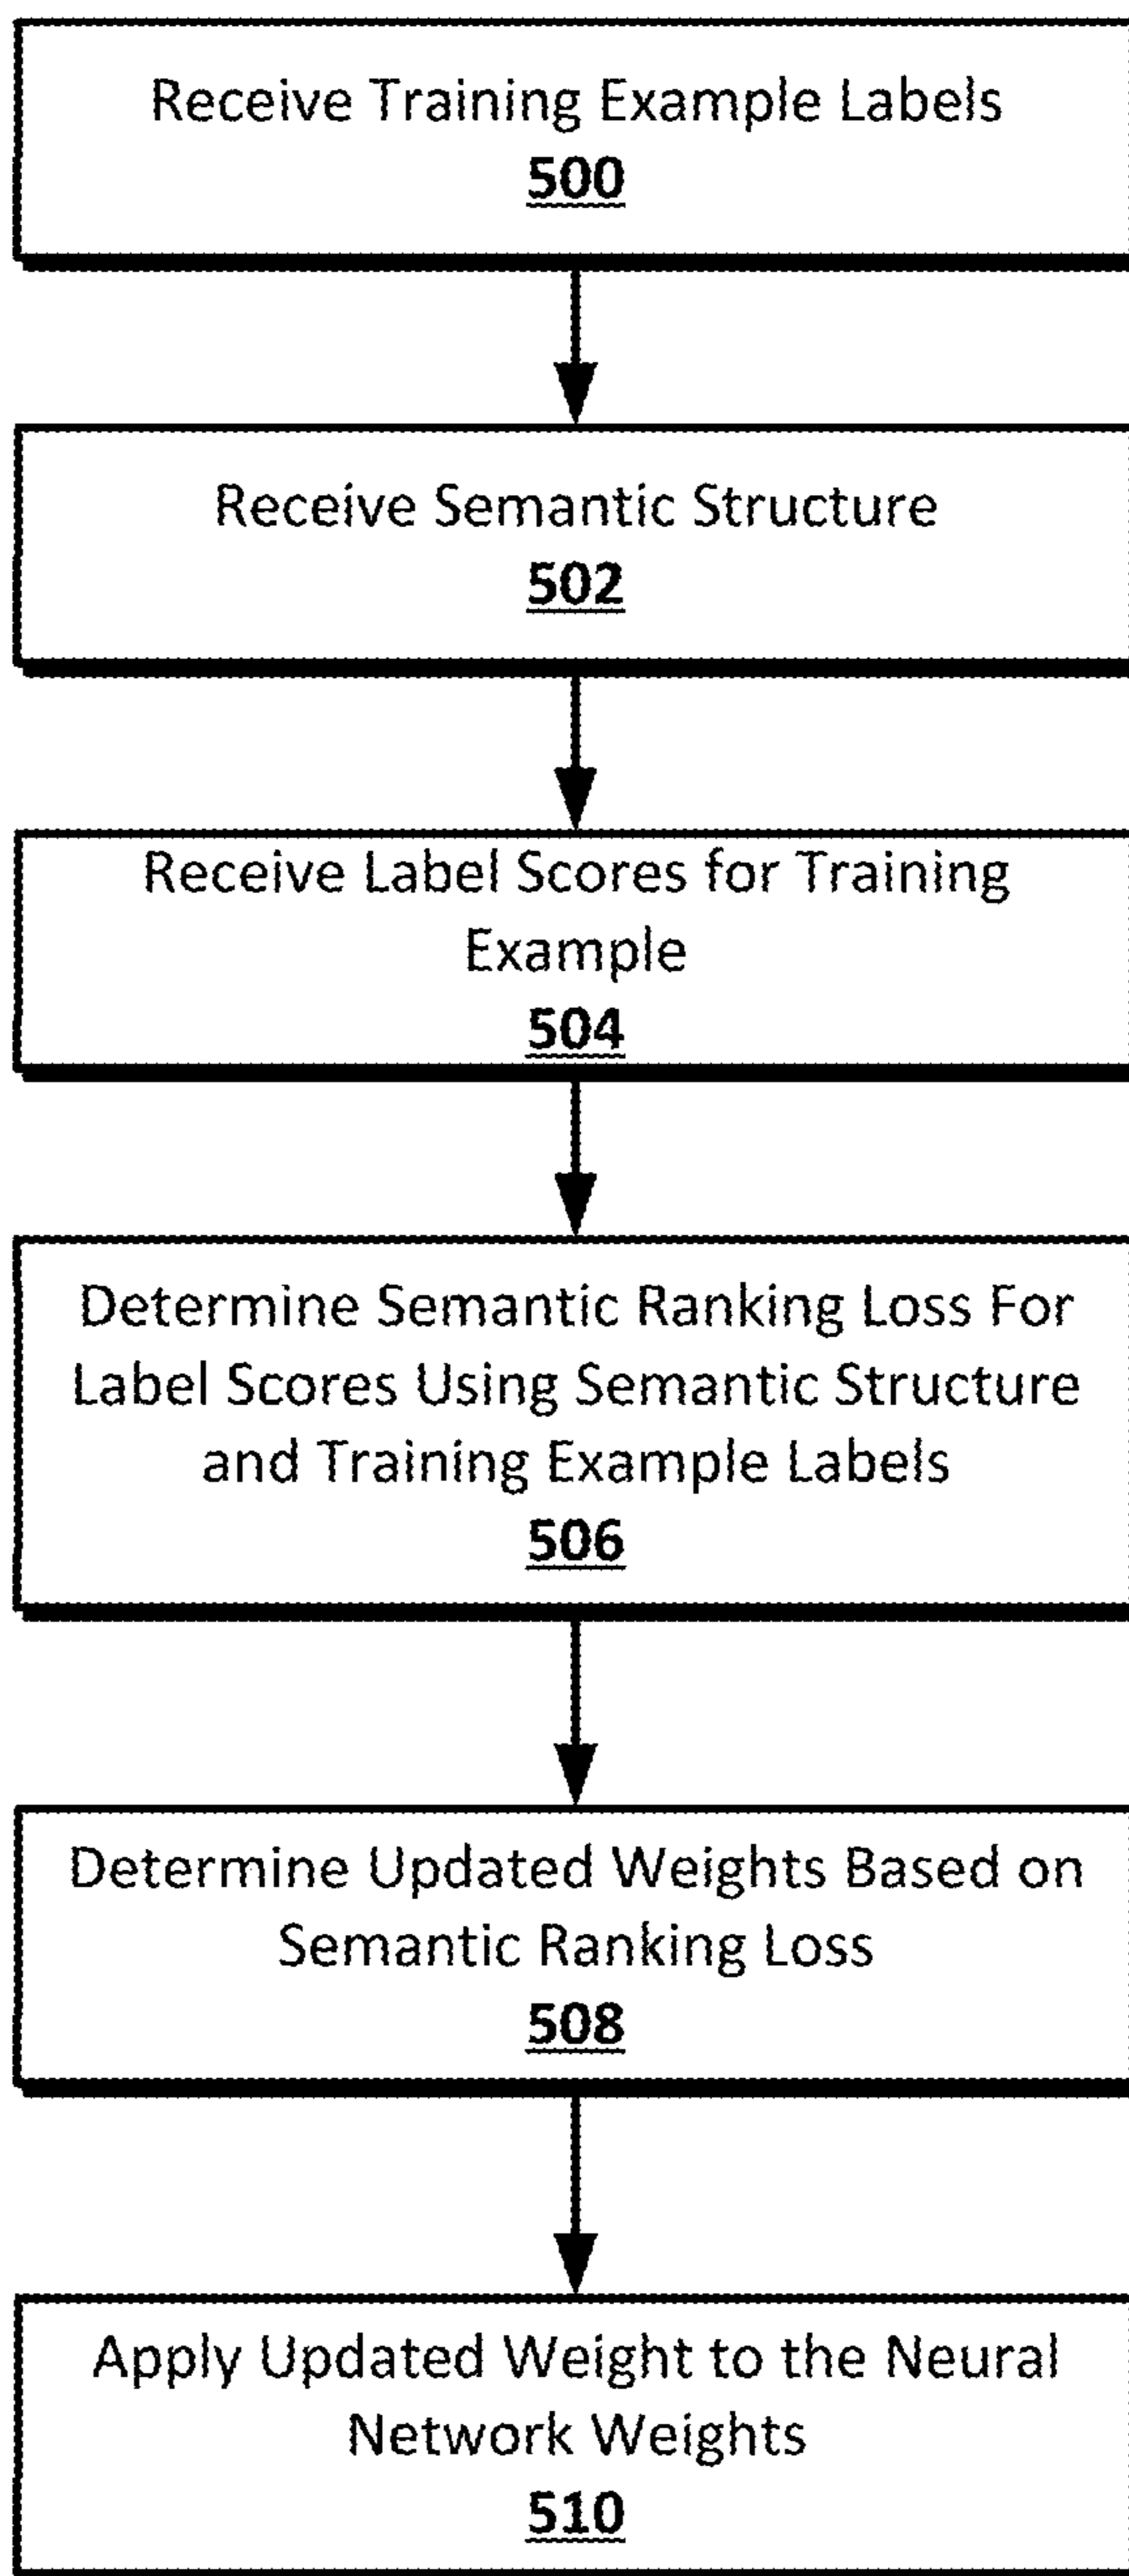 Receive Training Example Labels
500
Receive Semantic Structure
502
Receive Label Scores for Training
Example
504
Determine Semantic Ranking Loss For
Label Scores Using Semantic Structure
and Training Example Labels
506
Determine Updated Weights Based on
Semantic Ranking Loss
508
Apply Updated Weight to the Neural
Network Weights
510